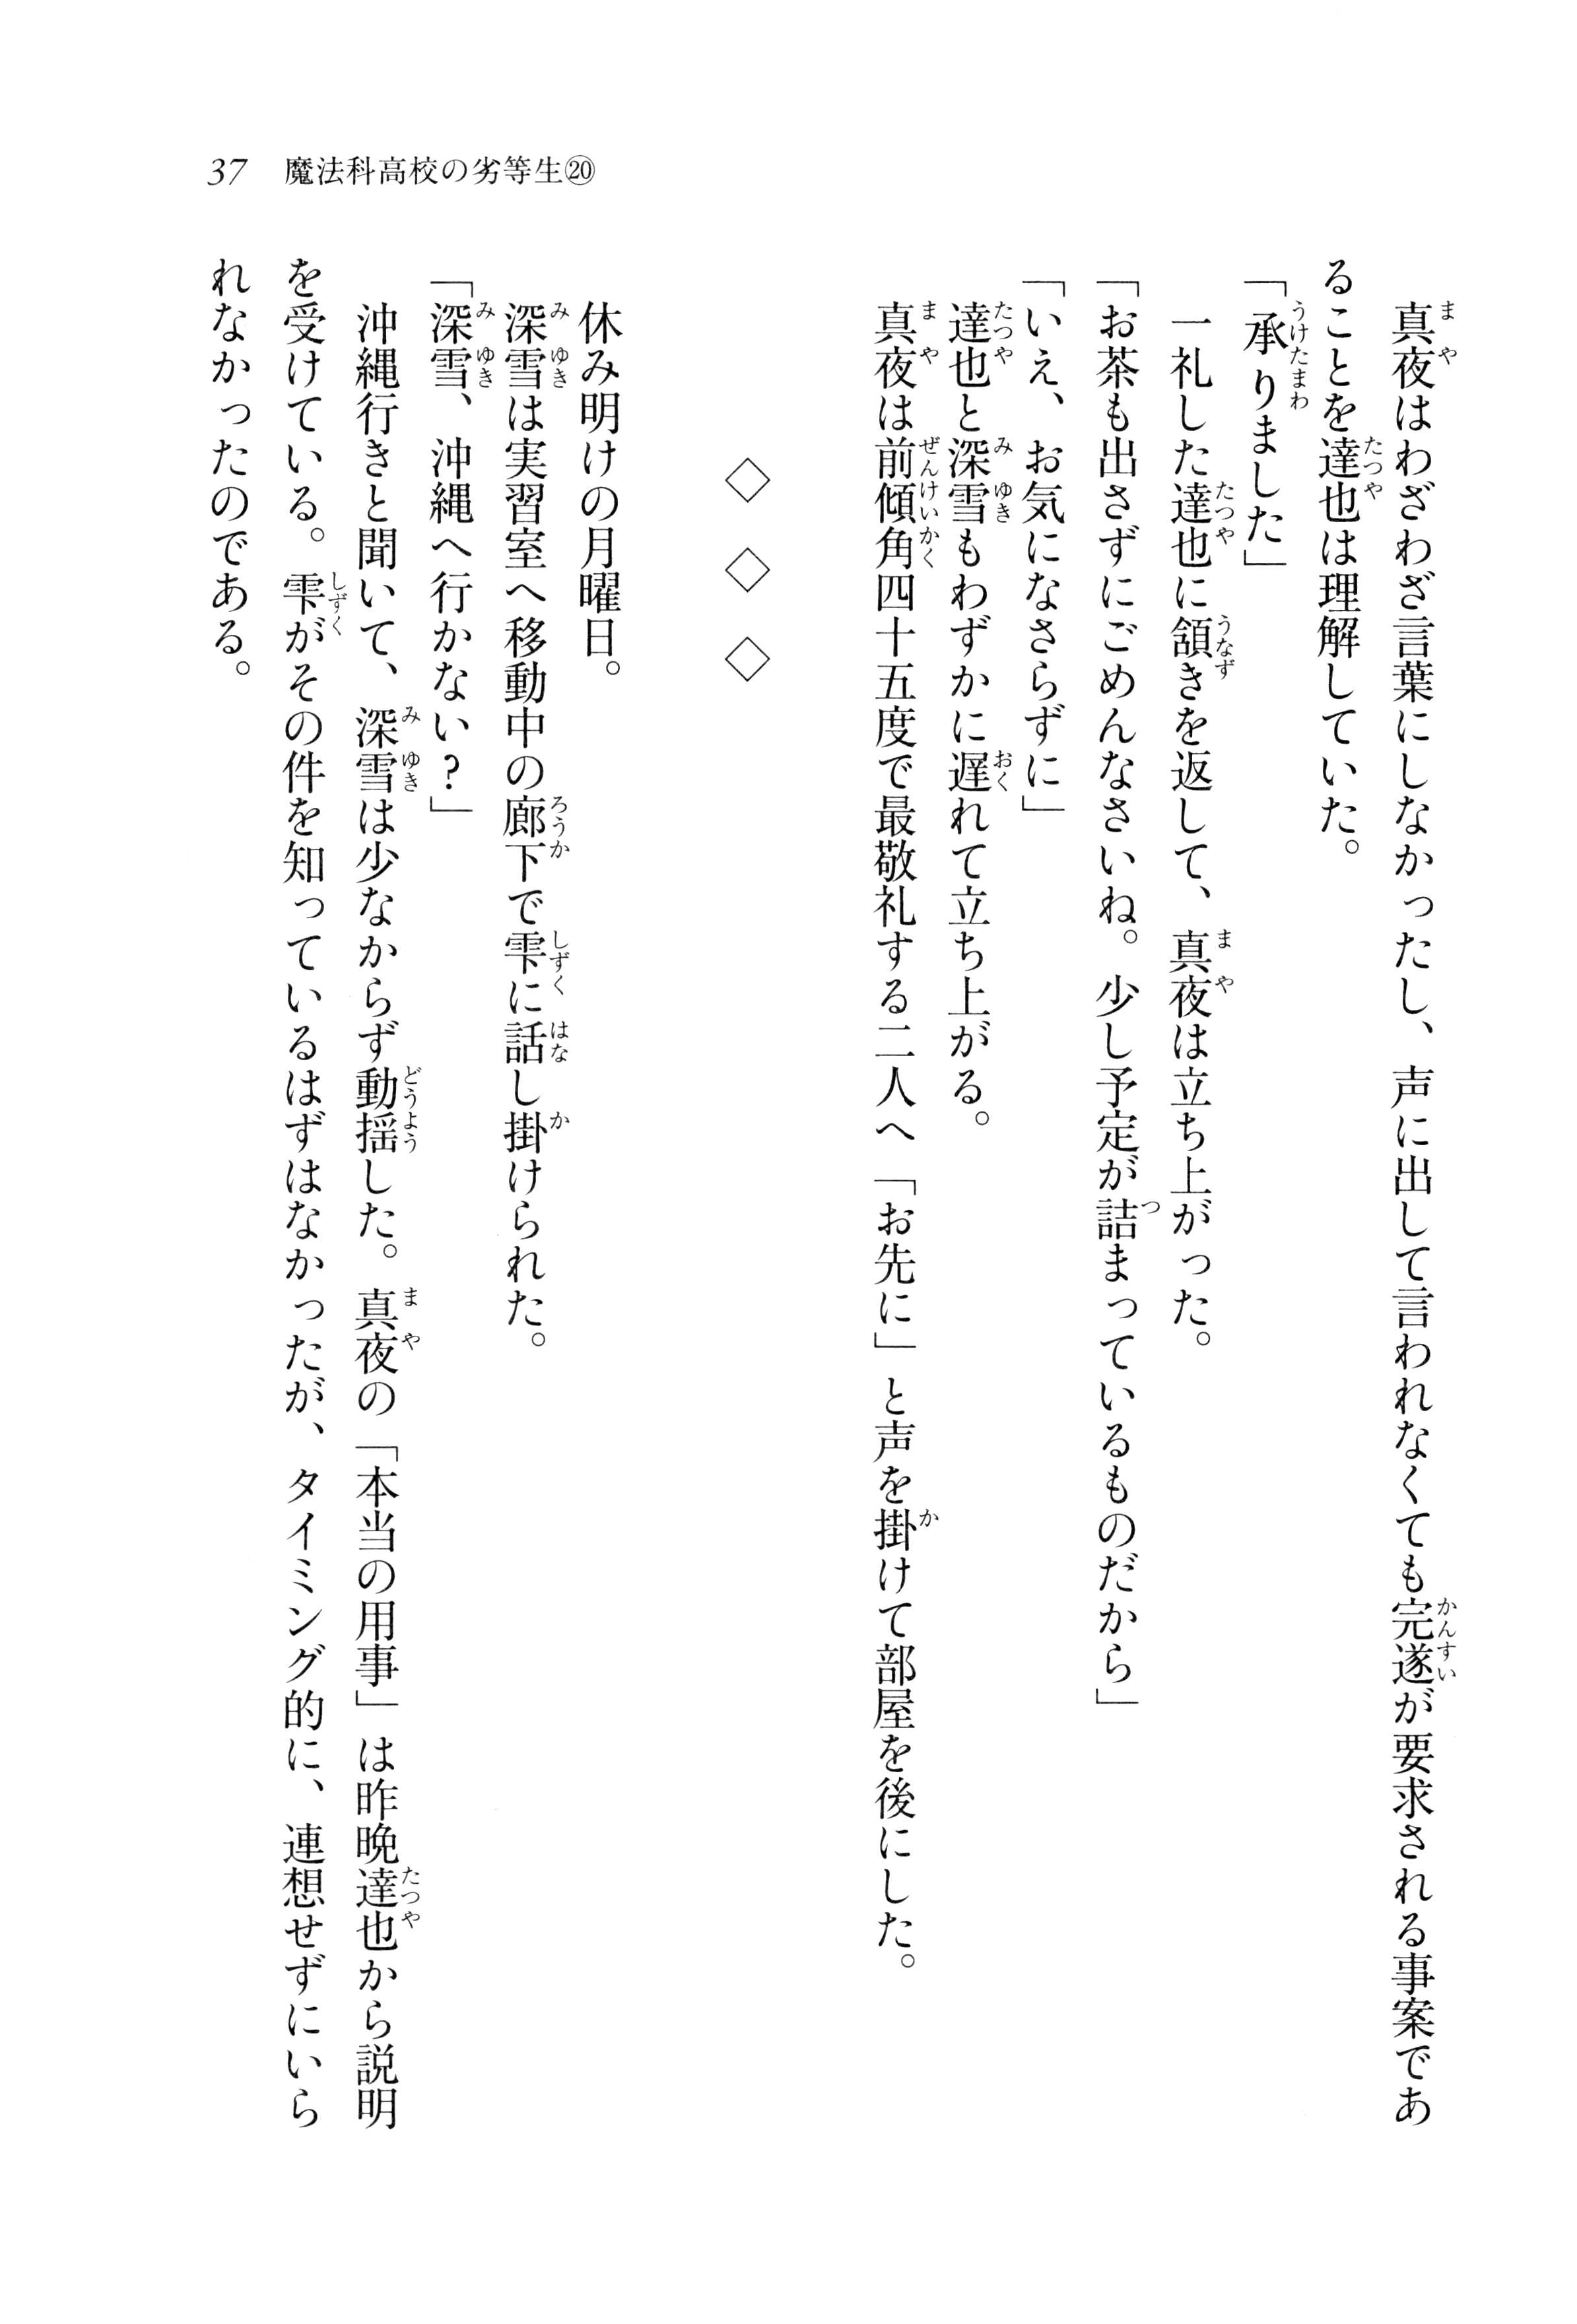 37 魔法科高校の劣等生⑳
真夜はわざわざ言葉にしなかったし、声に出して言われなくても完遂が要求される事案であ
ることを達也は理解していた。
「承りました」
一礼した達也に頷きを返して、真夜は立ち上がった。
「お茶も出さずにごめんなさいね。少し予定が詰まっているものだから」
「いえ、お気になさらずに」
達也と深雪もわずかに遅れて立ち上がる。
真夜は前傾角四十五度で最敬礼する二人へ「お先に」と声を掛けて部屋を後にした。
◇ ◇ ◇
休み明けの月曜日。
深雪は実習室へ移動中の廊下で雫に話し掛けられた。
「深雪、沖縄へ行かない?」
沖縄行きと聞いて、深雪は少なからず動揺した。真夜の「本当の用事」は昨晩達也から説明
を受けている。雫がその件を知っているはずはなかったが、タイミング的に、連想せずにいら
れなかったのである。